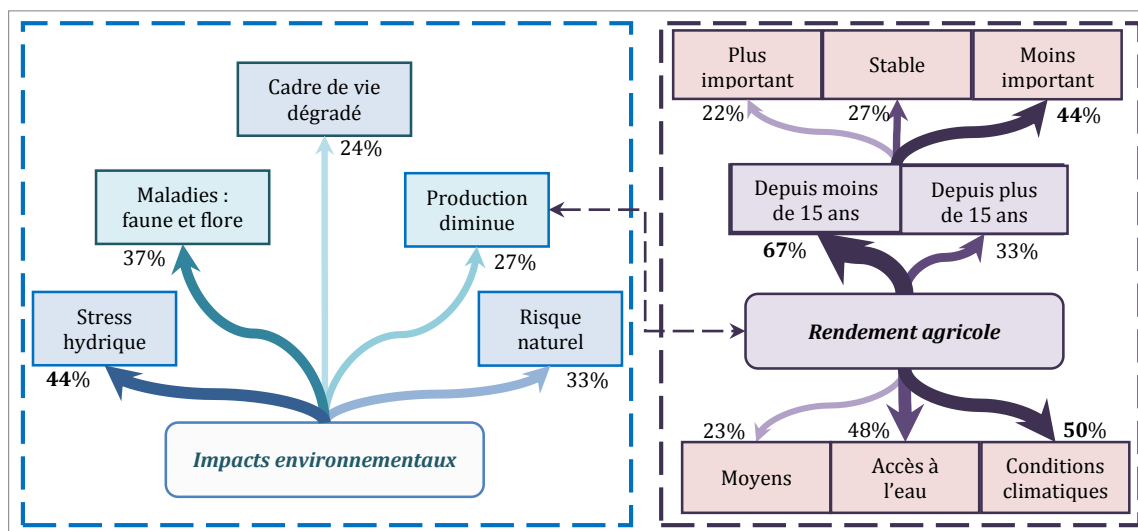 Cadre de vie
dégradé
24%
Maladies :
faune et flore
37%
Production
diminue
27%
Stress
hydrique
44%
Risque
naturel
33%
Impacts environnementaux
Plus
important
22%
Stable
27%
Moins
important
44%
Depuis moins
de 15 ans
67%
Depuis plus
de 15 ans
33%
Rendement agricole
23%
Moyens
48%
Accès à
l’eau
50%
Conditions
climatiques